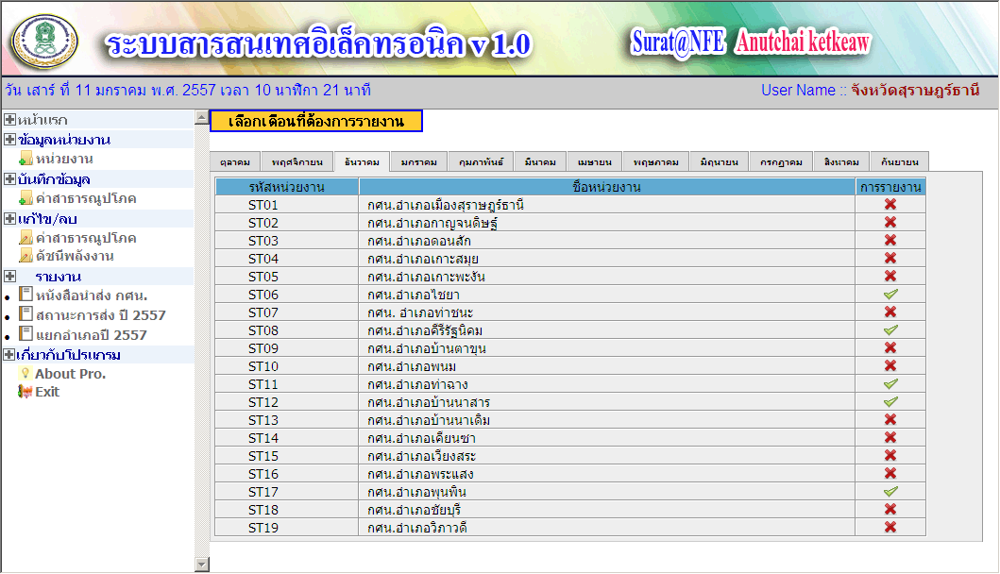 ระบบสารสนเทศอิเล็คทรอนิค v 1.0
Surat@NFE Anutchai ketkeaw
วัน เสาร์ ที่ 11 มกราคม พ.ศ. 2557 เวลา 10 นาฬิกา 21 นาที
User Name :: จังหวัดสุราษฎร์ธานี
หน้าแรก
ข้อมูลหน่วยงาน
หน่วยงาน
บันทึกข้อมูล
ค่าสาธารณูปโภค
แก้ไข/ลบ
ค่าสาธารณูปโภค
ดัชนีพลังงาน
รายงาน
หนังสือนำส่ง กศน.
สถานะการส่ง ปี 2557
แยกอำเภอปี 2557
เกี่ยวกับโปรแกรม
About Pro.
Exit
เลือกเดือนที่ต้องการรายงาน
ตุลาคม พฤศจิกายน ธันวาคม มกราคม กุมภาพันธ์ มีนาคม เมษายน พฤษภาคม มิถุนายน กรกฎาคม สิงหาคม กันยายน
รหัสหน่วยงาน ชื่อหน่วยงาน การรายงาน
ST01 กศน.อำเภอเมืองสุราษฎร์ธานี
ST02 กศน.อำเภอกาญจนดิษฐ์
ST03 กศน.อำเภอดอนสัก
ST04 กศน.อำเภอเกาะสมุย
ST05 กศน.อำเภอเกาะพะงัน
ST06 กศน.อำเภอไชยา
ST07 กศน. อำเภอท่าชนะ
ST08 กศน.อำเภอคีรีรัฐนิคม
ST09 กศน.อำเภอบ้านตาขุน
ST10 กศน.อำเภอพนม
ST11 กศน.อำเภอท่าฉาง
ST12 กศน.อำเภอบ้านนาสาร
ST13 กศน.อำเภอบ้านนาเดิม
ST14 กศน.อำเภอเคียนซา
ST15 กศน.อำเภอเวียงสระ
ST16 กศน.อำเภอพระแสง
ST17 กศน.อำเภอพุนพิน
ST18 กศน.อำเภอชัยบุรี
ST19 กศน.อำเภอวิภาวดี